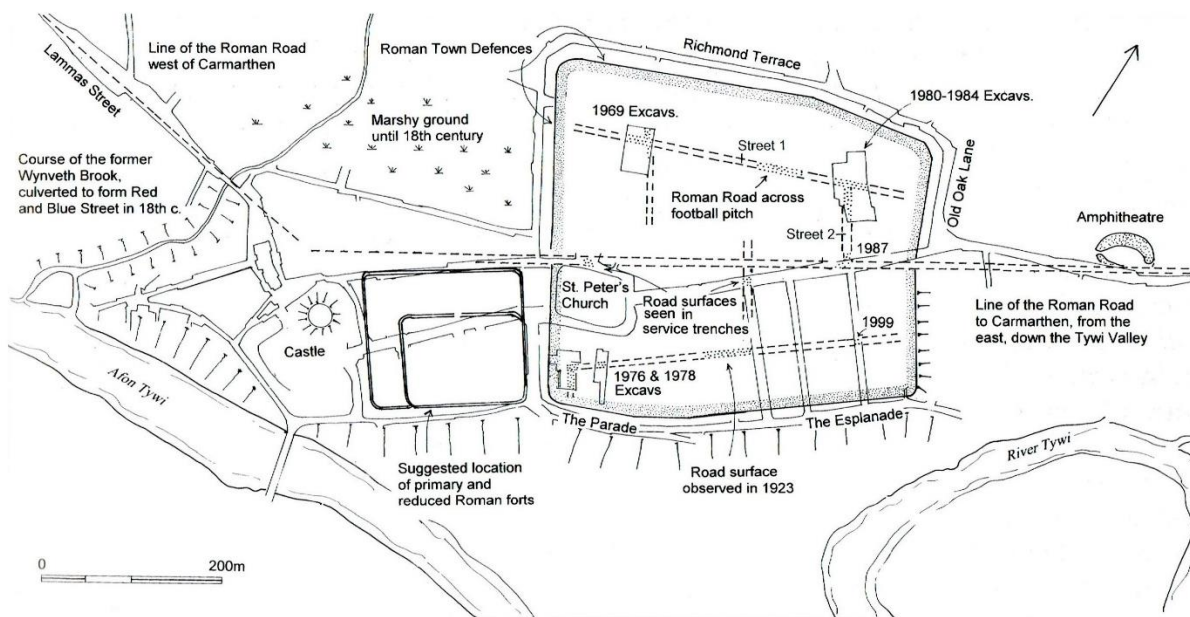 Lammas Street
Line of the Roman Road
west of Carmarthen
Roman Town Defences
Richmond Terrace
1980-1984 Excavs.
1969 Excavs.
Marshy ground
until 18th century
Street 1
Course of the former
Wynveth Brook,
culverted to form Red
and Blue Street in 18th c.
Roman Road across
football pitch
Old Oak Lane
Amphitheatre
Street 2
1987
St. Peter's
Church
Road surfaces
seen in
service trenches
Line of the Roman Road
to Carmarthen, from the
east, down the Tywi Valley
1999
Castle
Afon Tywi
1976 & 1978
Excavs
The Parade
The Esplanade
River Tywi
Suggested location
of primary and
reduced Roman forts
Road surface
observed in 1923
0
200m